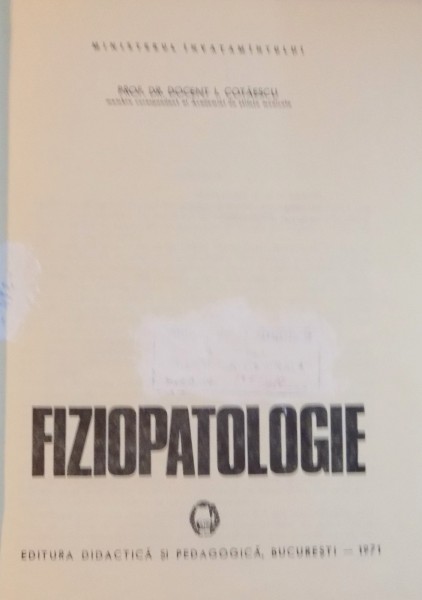 MINISTERUL ÎNVĂȚĂMÎNTULUI
PROF. DR. DOCENT I. COTĂESCU
FIZIOPATOLOGIE
EDITURA DIDACTICĂ ȘI PEDAGOGICĂ, BUCUREȘTI — 1971